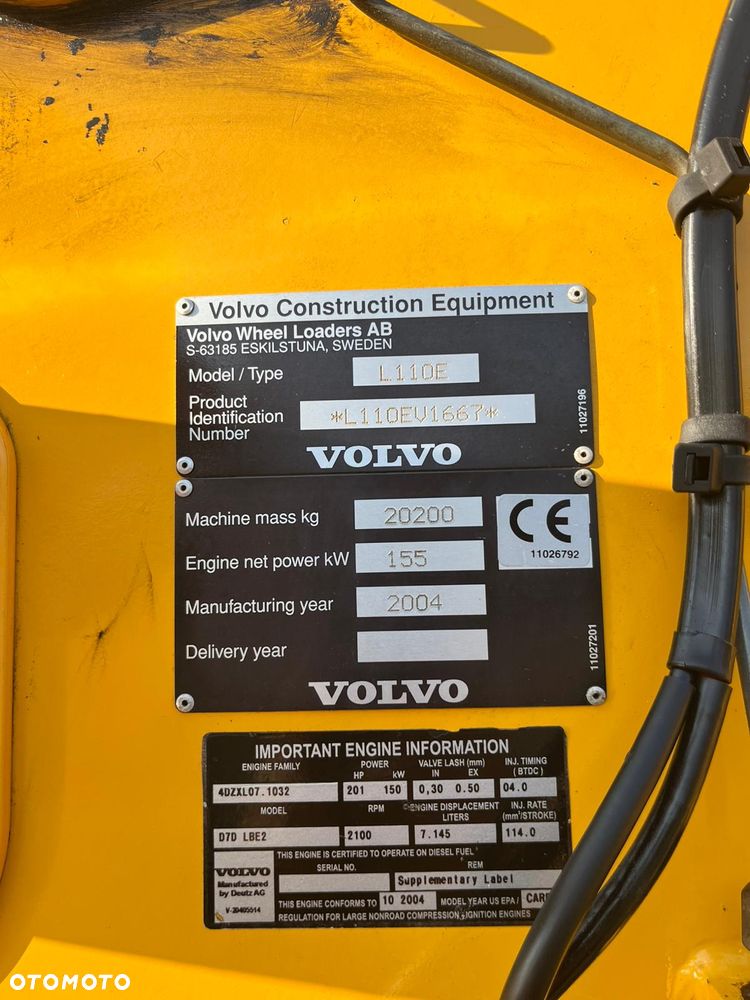 Volvo Construction Equipment
Volvo Wheel Loaders AB
S-63185 ESKILSTUNA, SWEDEN
Model / Type L110E
Product
Identification *L110EV1667*
Number
11027196
VOLVO
Machine mass kg 20200
CE
11026792
Engine net power kW 155
Manufacturing year 2004
Delivery year
11027201
VOLVO
IMPORTANT ENGINE INFORMATION
ENGINE FAMILY POWER VALVE LASH (mm) INJ. TIMING
HP kW IN EX (BTDC)
4DZXL07.1032 201 150 0,30 0.50 04.0
MODEL RPM ENGINE DISPLACEMENT INJ. RATE
LITERS (mm³/STROKE)
D7D LBE2 2100 7.145 114.0
THIS ENGINE IS CERTIFIED TO OPERATE ON DIESEL FUEL
SERIAL NO. REM
VOLVO
Manufactured
by Deutz AG
Supplementary Label
V-20405514
THIS ENGINE CONFORMS TO 10 2004 MODEL YEAR US EPA/
REGULATION FOR LARGE NONROAD COMPRESSION IGNITION ENGINES
OTOMOTO